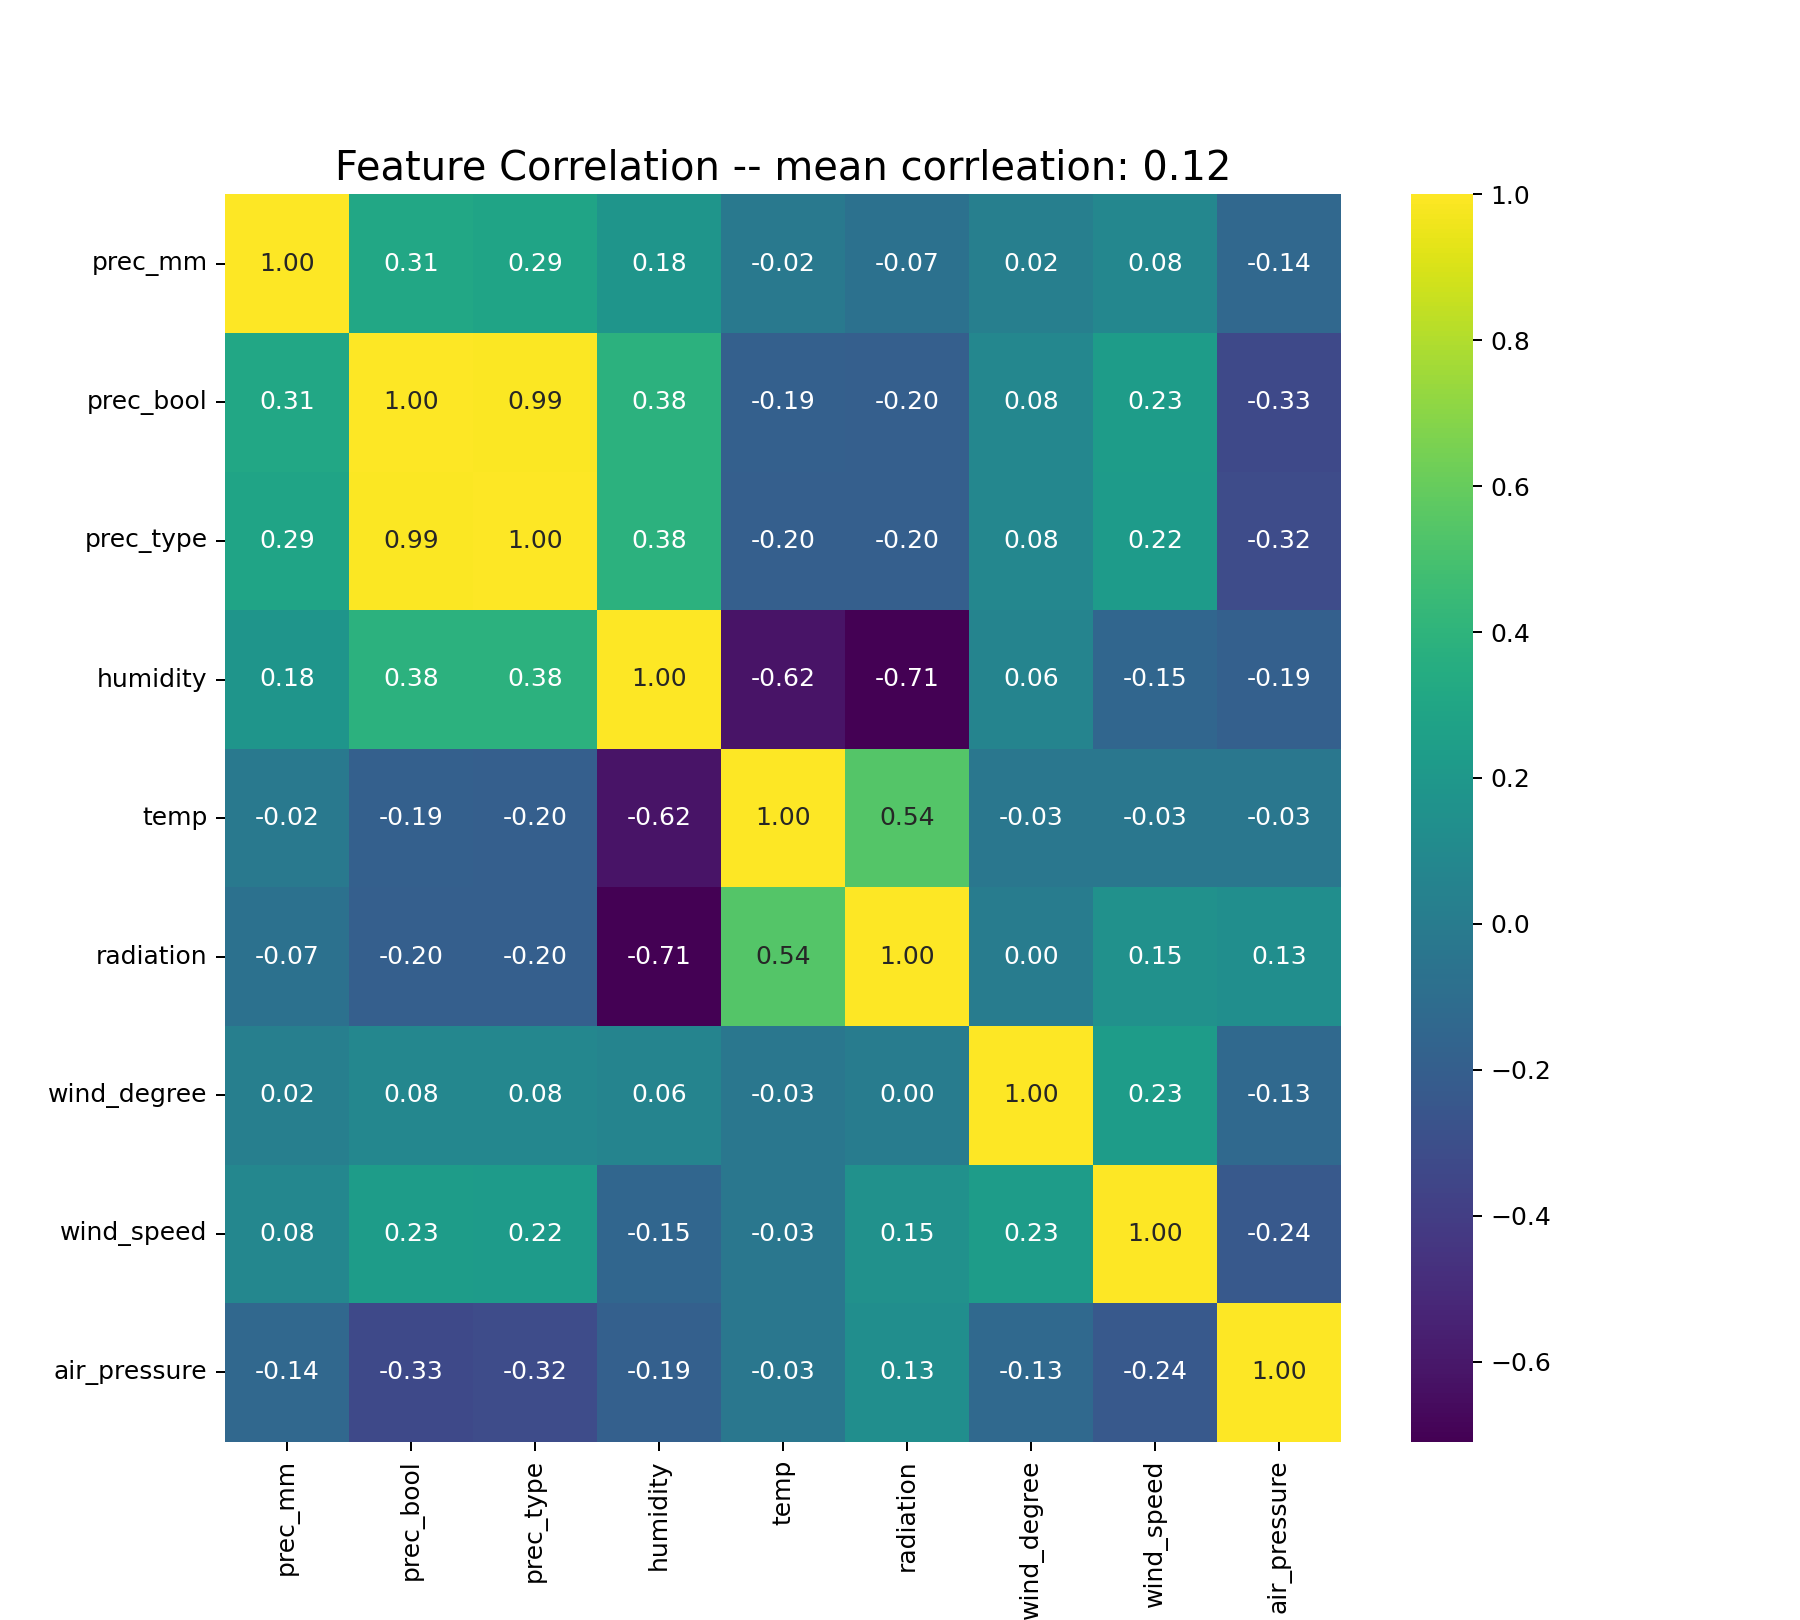 Feature Correlation -- mean corrleation: 0.12
prec_mm 1.00 0.31 0.29 0.18 -0.02 -0.07 0.02 0.08 -0.14
prec_bool 0.31 1.00 0.99 0.38 -0.19 -0.20 0.08 0.23 -0.33
prec_type 0.29 0.99 1.00 0.38 -0.20 -0.20 0.08 0.22 -0.32
humidity 0.18 0.38 0.38 1.00 -0.62 -0.71 0.06 -0.15 -0.19
temp -0.02 -0.19 -0.20 -0.62 1.00 0.54 -0.03 -0.03 -0.03
radiation -0.07 -0.20 -0.20 -0.71 0.54 1.00 0.00 0.15 0.13
wind_degree 0.02 0.08 0.08 0.06 -0.03 0.00 1.00 0.23 -0.13
wind_speed 0.08 0.23 0.22 -0.15 -0.03 0.15 0.23 1.00 -0.24
air_pressure -0.14 -0.33 -0.32 -0.19 -0.03 0.13 -0.13 -0.24 1.00
prec_mm
prec_bool
prec_type
humidity
temp
radiation
wind_degree
wind_speed
air_pressure
1.0
0.8
0.6
0.4
0.2
0.0
−0.2
−0.4
−0.6